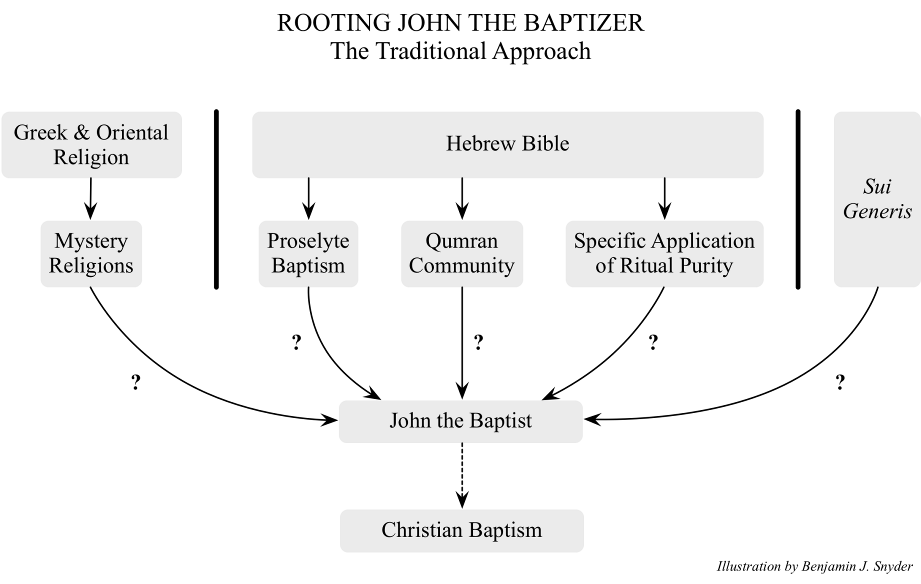 ROOTING JOHN THE BAPTIZER
The Traditional Approach
Greek & Oriental
Religion
Hebrew Bible
Sui
Generis
Mystery
Religions
Proselyte
Baptism
Qumran
Community
Specific Application
of Ritual Purity
?
?
?
?
?
John the Baptist
Christian Baptism
Illustration by Benjamin J. Snyder